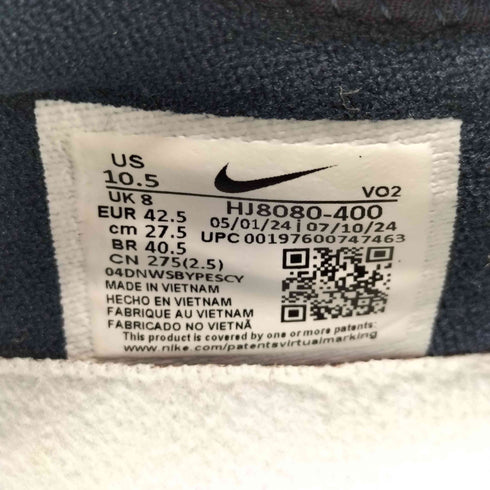 US
10.5
VO2
UK 8
HJ8080-400
EUR 42.5
05/01/24 | 07/10/24
cm 27.5
UPC 00197600747463
BR 40.5
CN 275(2.5)
04DNWSBYPESCY
MADE IN VIETNAM
HECHO EN VIETNAM
FABRIQUE AU VIETNAM
FABRICADO NO VIETNÃ
This product is covered by one or more patents:
www.nike.com/patentsvirtualmarking